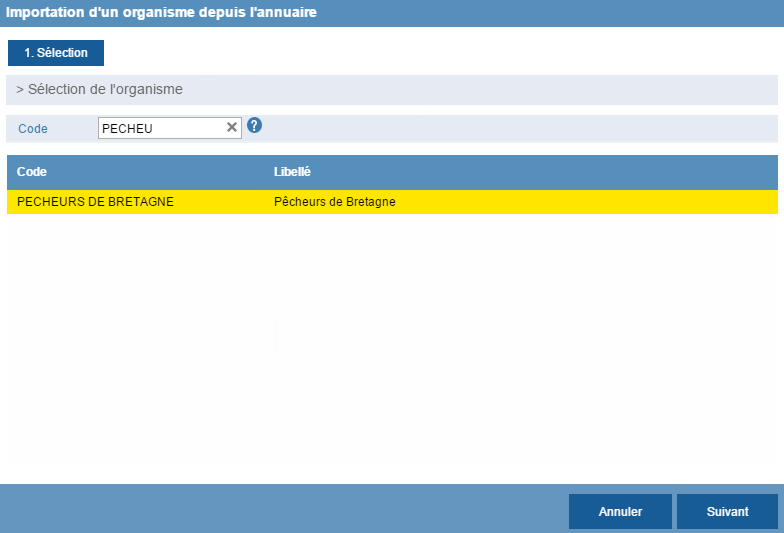 Importation d'un organisme depuis l'annuaire
1. Sélection
> Sélection de l'organisme
Code PECHEU ✕ ?
Code Libellé
PECHEURS DE BRETAGNE Pêcheurs de Bretagne
Annuler Suivant